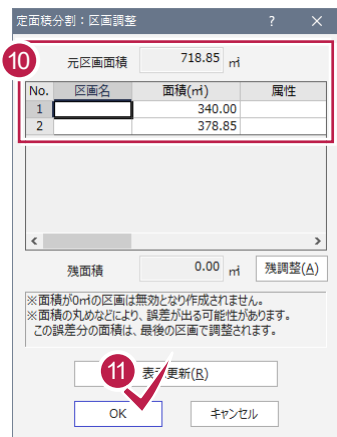 定面積分割：区画調整 ? ×
10
元区画面積 718.85 ㎡
No. 区画名 面積(㎡) 属性
1 340.00
2 378.85
< >
残面積 0.00 ㎡ 残調整(A)
※面積が0㎡の区画は無効となり作成されません。
※面積の丸めなどにより、誤差が出る可能性があります。
この誤差分の面積は、最後の区画で調整されます。
11
表示更新(R)
OK キャンセル